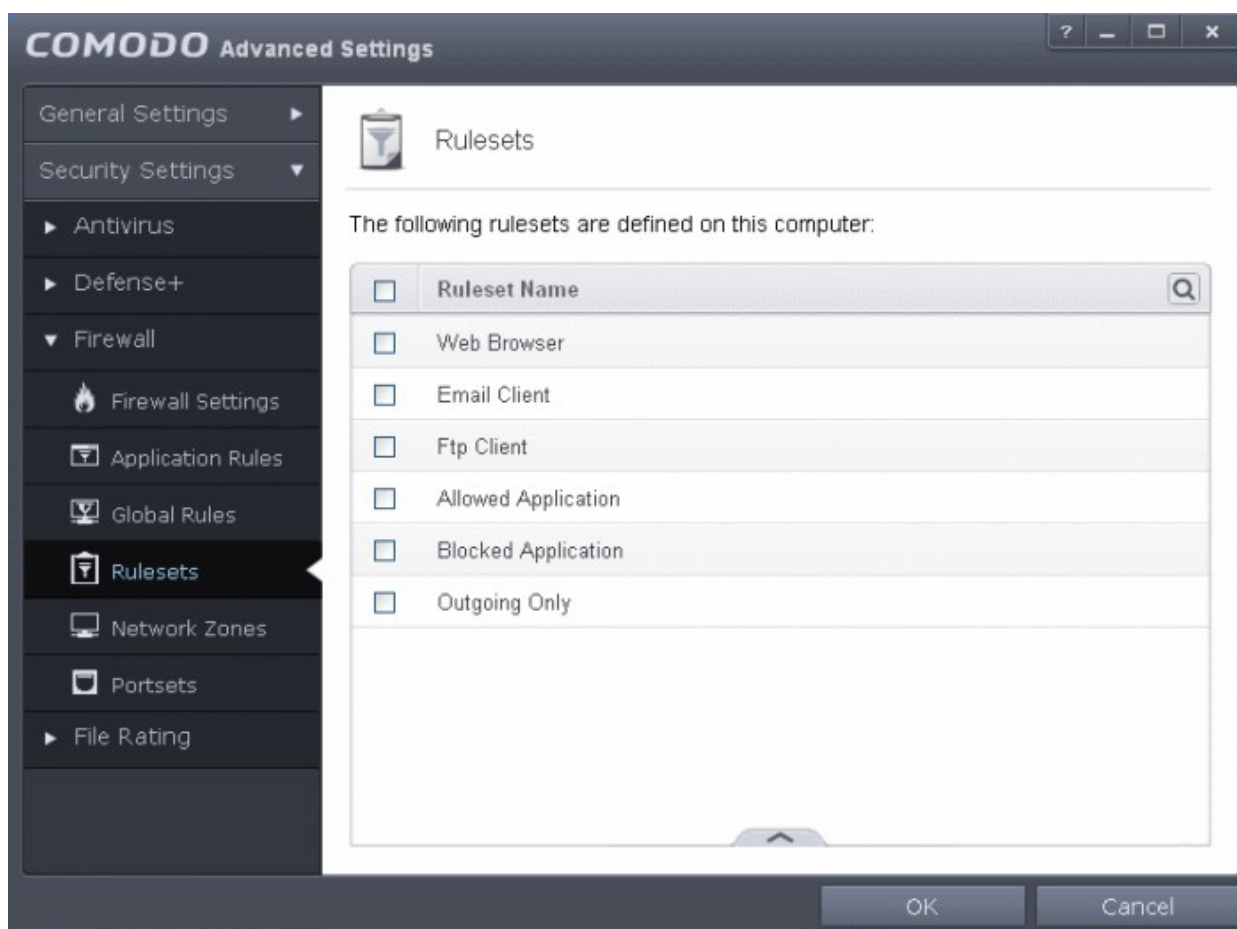 COMODO Advanced Settings
?
General Settings
Security Settings
Antivirus
Defense+
Firewall
Firewall Settings
Application Rules
Global Rules
Rulesets
Network Zones
Portsets
File Rating
Rulesets
The following rulesets are defined on this computer:
Ruleset Name
Web Browser
Email Client
Ftp Client
Allowed Application
Blocked Application
Outgoing Only
OK
Cancel